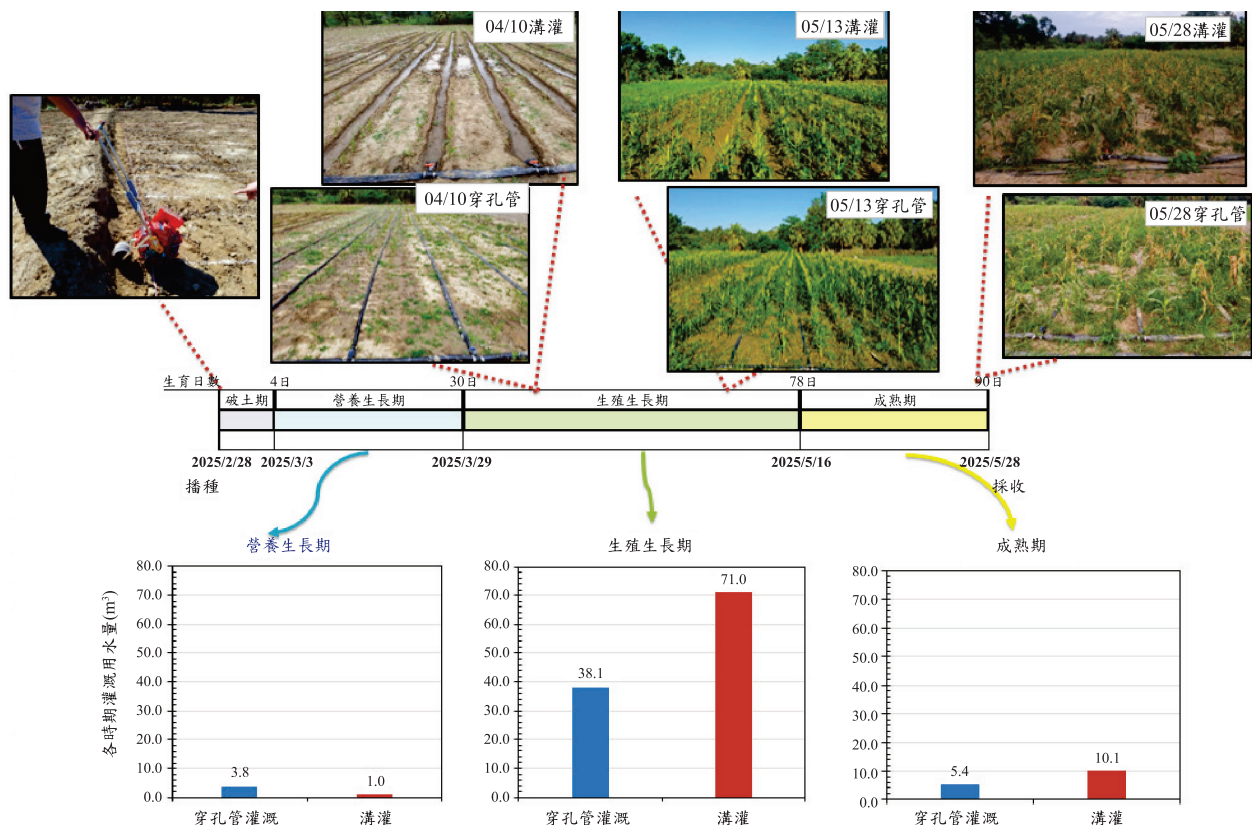 04/10溝灌
05/13溝灌
05/28溝灌
04/10穿孔管
05/13穿孔管
05/28穿孔管
生育日數
4日
30日
78日
90日
破土期
營養生長期
生殖生長期
成熟期
2025/2/28
2025/3/3
2025/3/29
2025/5/16
2025/5/28
播種
採收
營養生長期
各時期灌溉用水量(m³)
80.0
70.0
60.0
50.0
40.0
30.0
20.0
10.0
0.0
3.8
1.0
穿孔管灌溉
溝灌
生殖生長期
80.0
70.0
60.0
50.0
40.0
30.0
20.0
10.0
0.0
38.1
71.0
穿孔管灌溉
溝灌
成熟期
80.0
70.0
60.0
50.0
40.0
30.0
20.0
10.0
0.0
5.4
10.1
穿孔管灌溉
溝灌